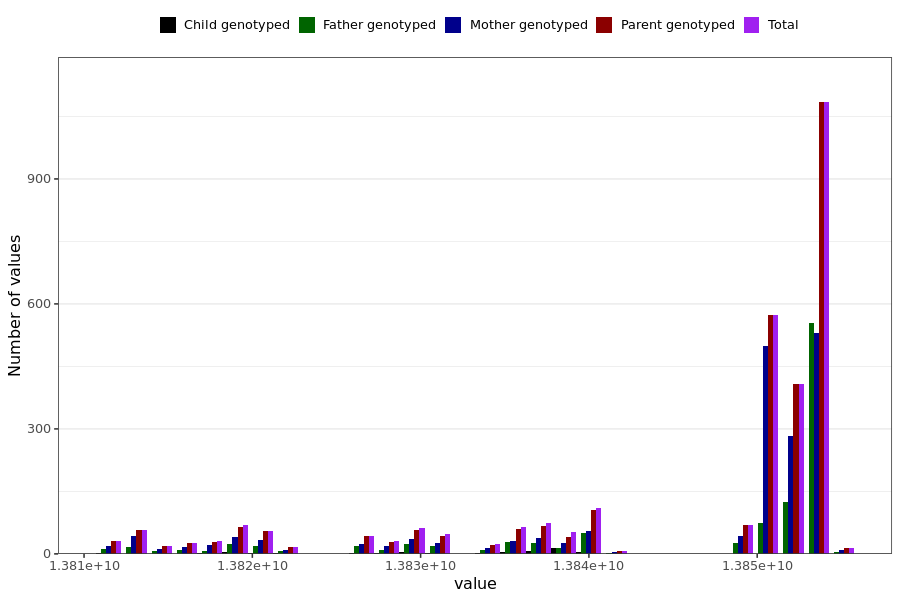 Child genotyped Father genotyped Mother genotyped Parent genotyped Total
Number of values
900
600
300
0
1.381e+10 1.382e+10 1.383e+10 1.384e+10 1.385e+10
value